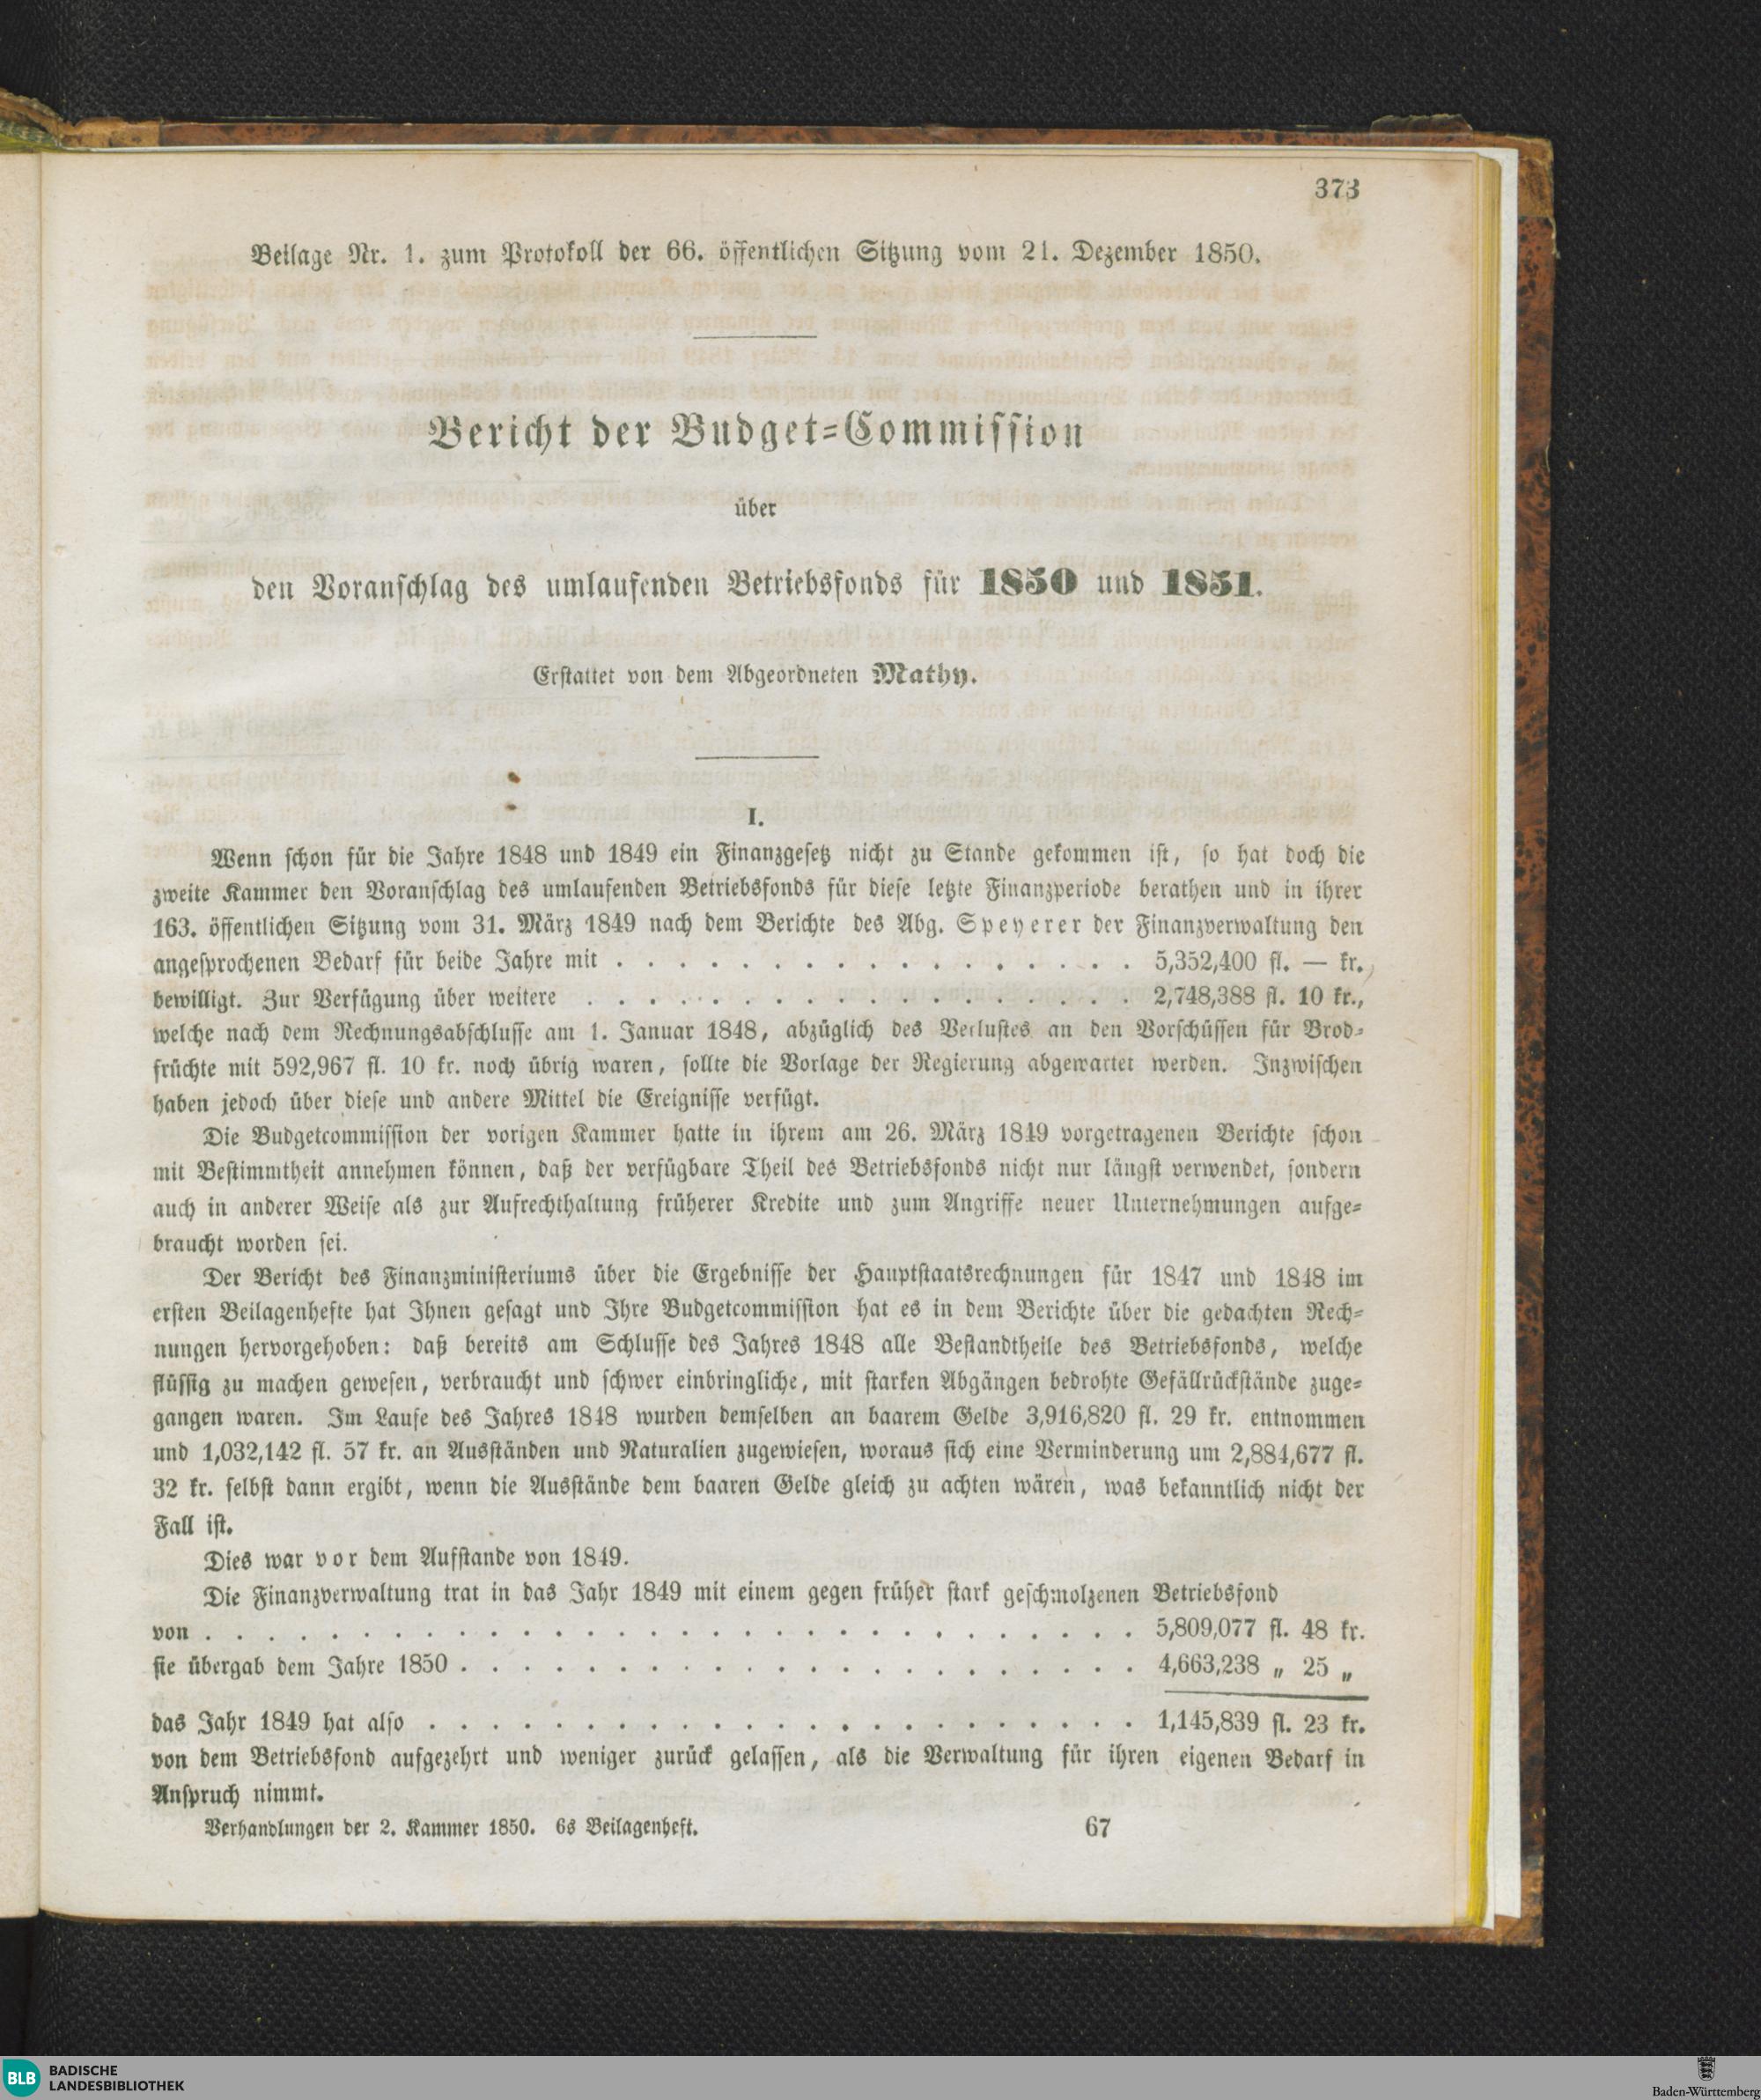 373
Beilage Nr. 1. zum Protokoll der 66. öffentlichen Sitzung vom 21. Dezember 1850.
Bericht der Budget-Commission
über
den Voranschlag des umlaufenden Betriebsfonds für 1850 und 1851.
Erstattet von dem Abgeordneten Mathy.
I.
Wenn schon für die Jahre 1848 und 1849 ein Finanzgesetz nicht zu Stande gekommen ist, so hat doch die
zweite Kammer den Voranschlag des umlaufenden Betriebsfonds für diese letzte Finanzperiode berathen und in ihrer
163. öffentlichen Sitzung vom 31. März 1849 nach dem Berichte des Abg. Speyerer der Finanzverwaltung den
angesprochenen Bedarf für beide Jahre mit . . . . . . . . . . . . . . . . . 5,352,400 fl. — kr.,
bewilligt. Zur Verfügung über weitere . . . . . . . . . . . . . . . . . . 2,748,388 fl. 10 kr.,
welche nach dem Rechnungsabschlusse am 1. Januar 1848, abzüglich des Verlustes an den Vorschüssen für Brod-
früchte mit 592,967 fl. 10 kr. noch übrig waren, sollte die Vorlage der Regierung abgewartet werden. Inzwischen
haben jedoch über diese und andere Mittel die Ereignisse verfügt.
Die Budgetcommission der vorigen Kammer hatte in ihrem am 26. März 1849 vorgetragenen Berichte schon
mit Bestimmtheit annehmen können, daß der verfügbare Theil des Betriebsfonds nicht nur längst verwendet, sondern
auch in anderer Weise als zur Aufrechthaltung früherer Kredite und zum Angriffe neuer Unternehmungen aufge-
braucht worden sei.
Der Bericht des Finanzministeriums über die Ergebnisse der Hauptstaatsrechnungen für 1847 und 1848 im
ersten Beilagenhefte hat Ihnen gesagt und Ihre Budgetcommission hat es in dem Berichte über die gedachten Rech-
nungen hervorgehoben: daß bereits am Schlusse des Jahres 1848 alle Bestandtheile des Betriebsfonds, welche
flüssig zu machen gewesen, verbraucht und schwer einbringliche, mit starken Abgängen bedrohte Gefällrückstände zuge-
gangen waren. Im Laufe des Jahres 1848 wurden demselben an baarem Gelde 3,916,820 fl. 29 kr. entnommen
und 1,032,142 fl. 57 kr. an Ausständen und Naturalien zugewiesen, woraus sich eine Verminderung um 2,884,677 fl.
32 kr. selbst dann ergibt, wenn die Ausstände dem baaren Gelde gleich zu achten wären, was bekanntlich nicht der
Fall ist.
Dies war vor dem Aufstande von 1849.
Die Finanzverwaltung trat in das Jahr 1849 mit einem gegen früher stark geschmolzenen Betriebsfond
von . . . . . . . . . . . . . . . . . . . . . . . . . . . . . . 5,809,077 fl. 48 kr.
sie übergab dem Jahre 1850 . . . . . . . . . . . . . . . . . . . . . . 4,663,238 „ 25 „
das Jahr 1849 hat also . . . . . . . . . . . . . . . . . . . . . . . 1,145,839 fl. 23 kr.
von dem Betriebsfond aufgezehrt und weniger zurück gelassen, als die Verwaltung für ihren eigenen Bedarf in
Anspruch nimmt.
Verhandlungen der 2. Kammer 1850. 6s Beilagenheft. 67
BLB BADISCHE
LANDESBIBLIOTHEK
Baden-Württemberg